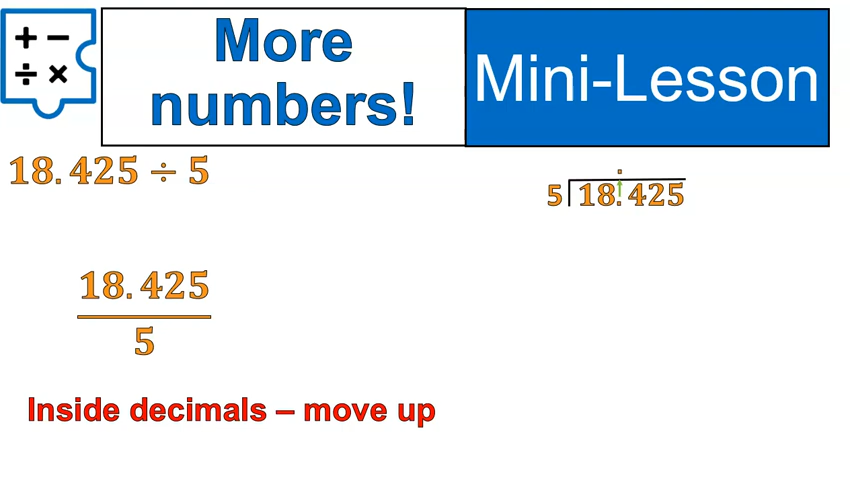 + −
÷ ×
More
numbers!
Mini-Lesson
18.425 ÷ 5
.
5 18.425
18.425
5
Inside decimals – move up